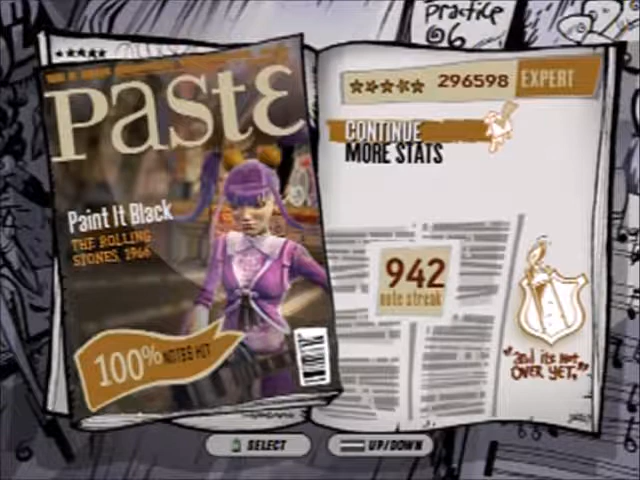 practice
06
PastE
Paint It Black
THE ROLLING
STONES, 1966
100% NOTES HIT
296598 EXPERT
CONTINUE
MORE STATS
942
note streak
"and its not
OVER YET."
SELECT
UP/DOWN